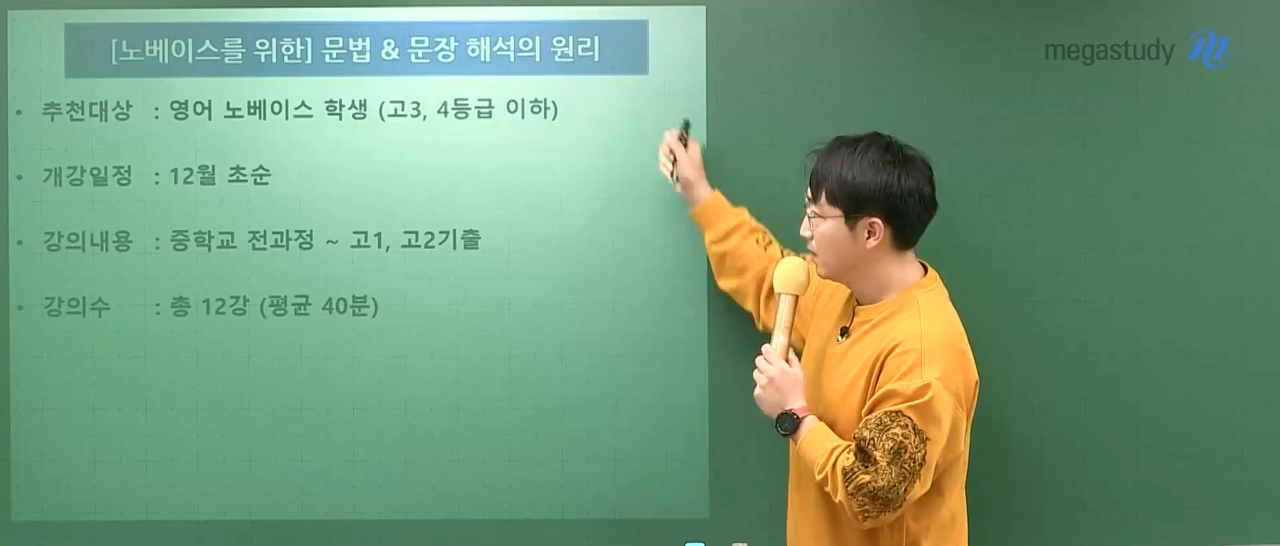 [노베이스를 위한] 문법 & 문장 해석의 원리
megastudy
• 추천대상 : 영어 노베이스 학생 (고3, 4등급 이하)
• 개강일정 : 12월 초순
• 강의내용 : 중학교 전과정 ~ 고1, 고2기출
• 강의수 : 총 12강 (평균 40분)